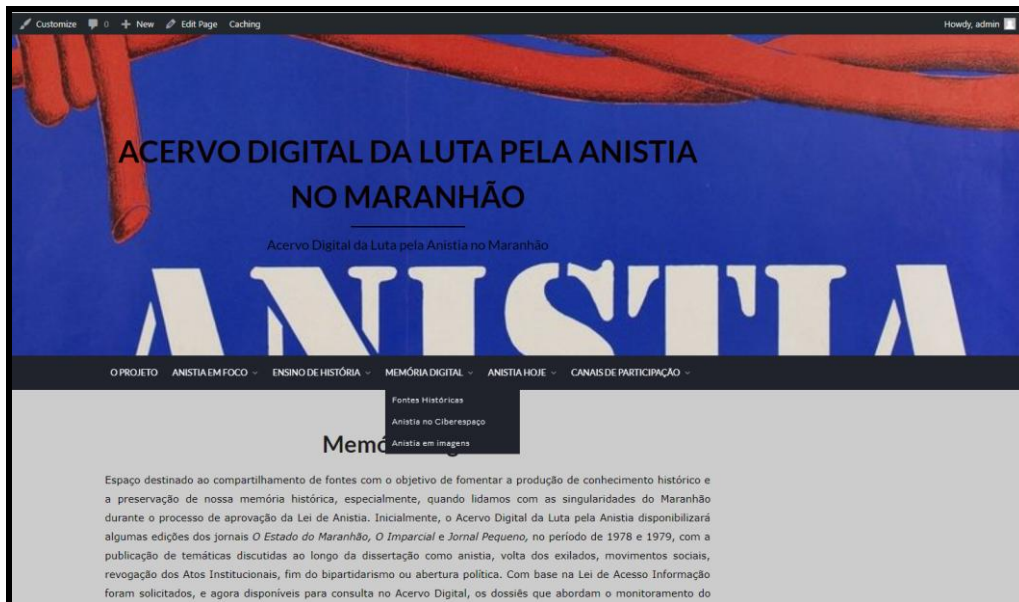 Customize 0 + New Edit Page Caching Howdy, admin
ACERVO DIGITAL DA LUTA PELA ANISTIA
NO MARANHÃO
Acervo Digital da Luta pela Anistia no Maranhão
ANISTIA
O PROJETO ANISTIA EM FOCO ENSINO DE HISTÓRIA MEMÓRIA DIGITAL ANISTIA HOJE CANAIS DE PARTICIPAÇÃO
Fontes Históricas
Anistia no Ciberespaço
Anistia em imagens
Espaço destinado ao compartilhamento de fontes com o objetivo de fomentar a produção de conhecimento histórico e
a preservação de nossa memória histórica, especialmente, quando lidamos com as singularidades do Maranhão
durante o processo de aprovação da Lei de Anistia. Inicialmente, o Acervo Digital da Luta pela Anistia disponibilizará
algumas edições dos jornais O Estado do Maranhão, O Imparcial e Jornal Pequeno, no período de 1978 e 1979, com a
publicação de temáticas discutidas ao longo da dissertação como anistia, volta dos exilados, movimentos sociais,
revogação dos Atos Institucionais, fim do bipartidarismo ou abertura política. Com base na Lei de Acesso Informação
foram solicitados, e agora disponíveis para consulta no Acervo Digital, os dossiês que abordam o monitoramento do